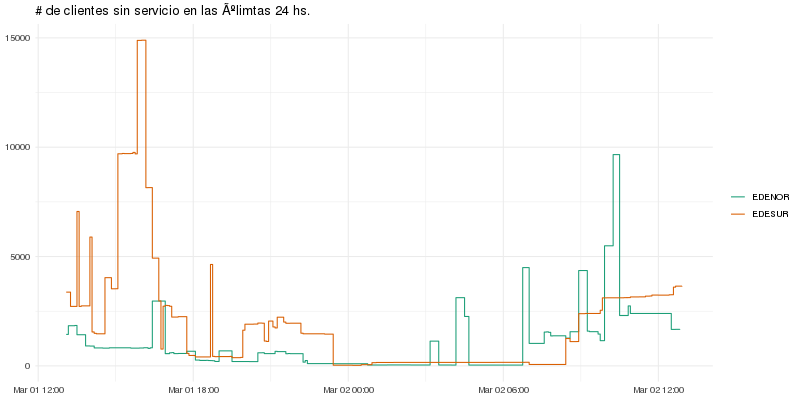 # de clientes sin servicio en las Ãºlimtas 24 hs.
15000
10000
5000
0
Mar 01 12:00
Mar 01 18:00
Mar 02 00:00
Mar 02 06:00
Mar 02 12:00
EDENOR
EDESUR